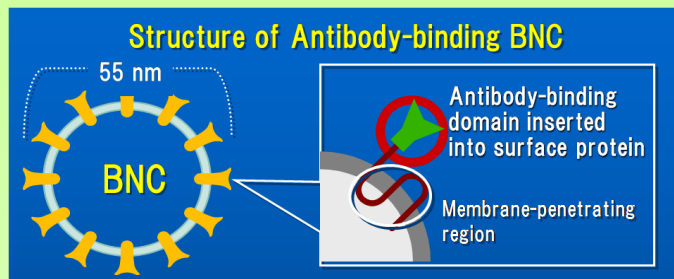 Structure of Antibody-binding BNC
55 nm
BNC
Antibody-binding
domain inserted
into surface protein
Membrane-penetrating
region